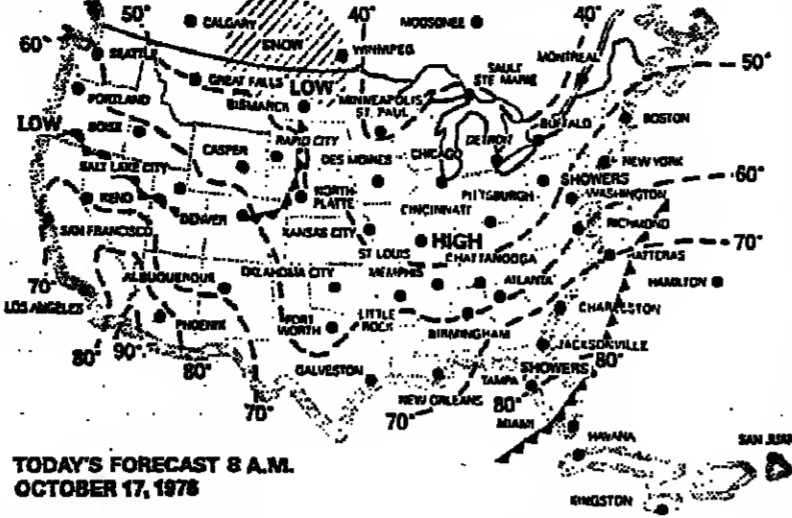 50° CALGARY 40° MOOSONEE 40°
60° SNOW WINNIPEG MONTREAL 50°
SEATTLE SAULT STE MARIE
GREAT FALLS LOW
PORTLAND BISMARCK MINNEAPOLIS ST. PAUL
LOW BOISE BUFFALO BOSTON
RAPID CITY DETROIT
CASPER DES MOINES CHICAGO NEW YORK
SALT LAKE CITY SHOWERS 60°
RENO NORTH PLATTE PITTSBURGH WASHINGTON
DENVER CINCINNATI
SAN FRANCISCO KANSAS CITY RICHMOND
HIGH 70°
ST LOUIS CHATTANOOGA HATTERAS
ALBUQUERQUE OKLAHOMA CITY MEMPHIS
70° ATLANTA HAMILTON
LOS ANGELES CHARLESTON
PHOENIX FORT WORTH LITTLE ROCK
BIRMINGHAM
JACKSONVILLE
80° 90° 80° 80°
GALVESTON SHOWERS
TAMPA
70° NEW ORLEANS 80°
70° MIAMI
HAVANA SAN JUAN
TODAY'S FORECAST 8 A.M.
OCTOBER 17, 1978
KINGSTON